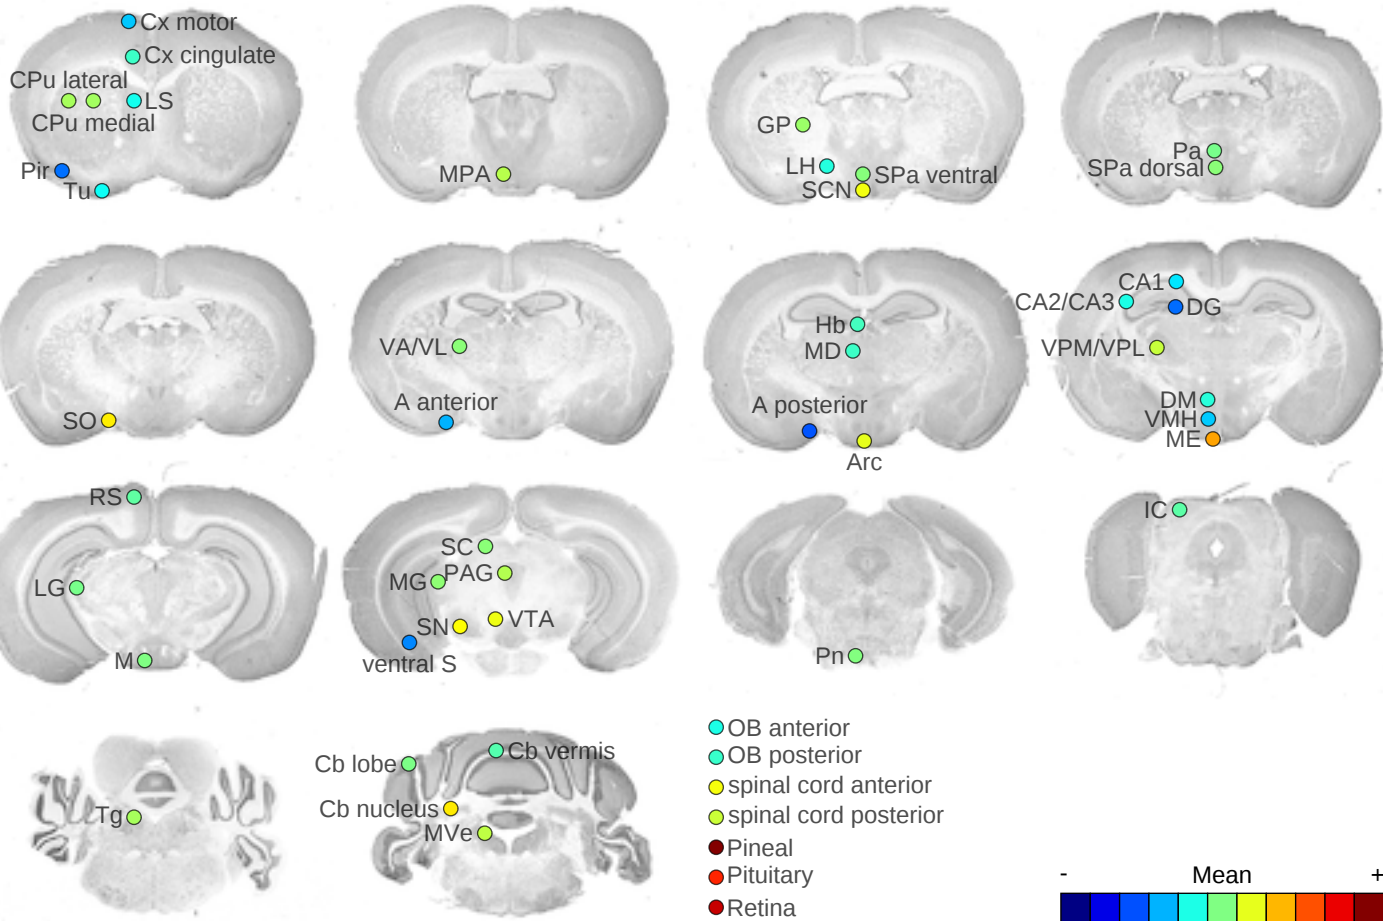 Cx motor
Cx cingulate
CPu lateral
LS
CPu medial
Pir
Tu
MPA
GP
LH
SPa ventral
SCN
Pa
SPa dorsal
SO
VA/VL
A anterior
Hb
MD
A posterior
Arc
CA1
CA2/CA3
DG
VPM/VPL
DM
VMH
ME
RS
LG
M
SC
MG
PAG
SN
VTA
ventral S
Pn
IC
Tg
Cb lobe
Cb vermis
Cb nucleus
MVe
OB anterior
OB posterior
spinal cord anterior
spinal cord posterior
Pineal
Pituitary
Retina
- Mean +